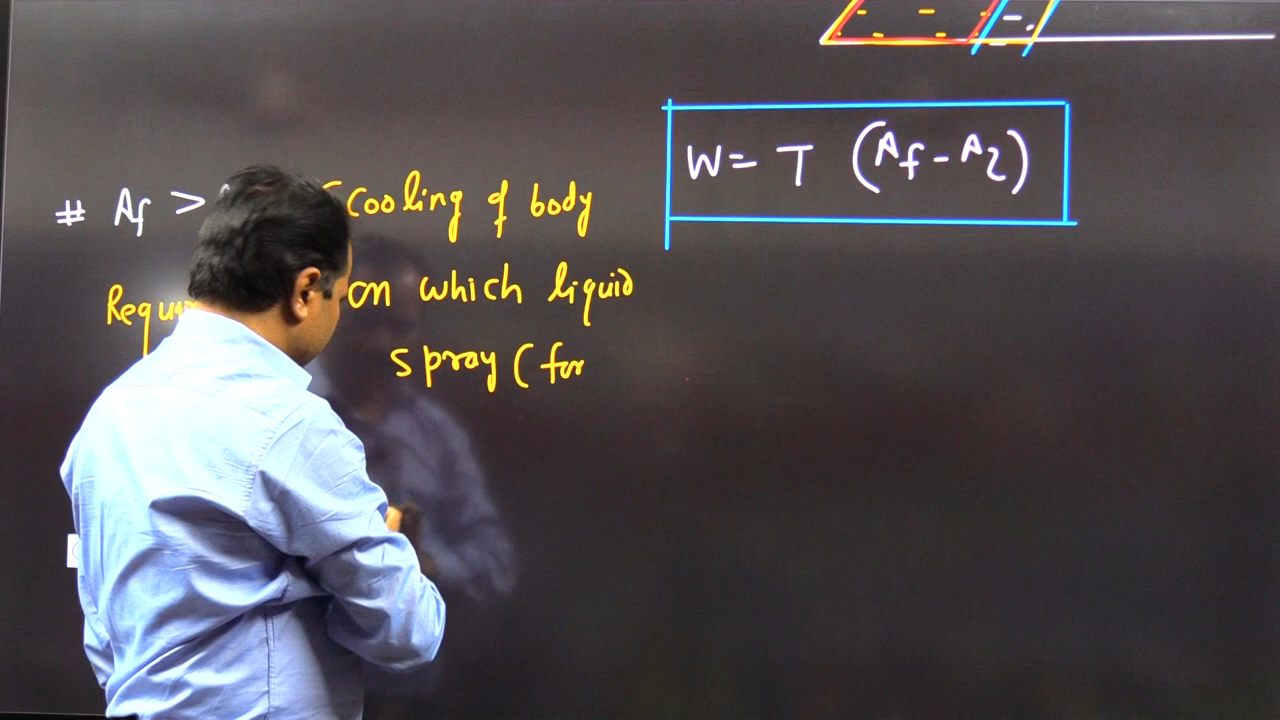 W = T (Af - A2)
# Af > cooling of body
on which liquid
spray (for